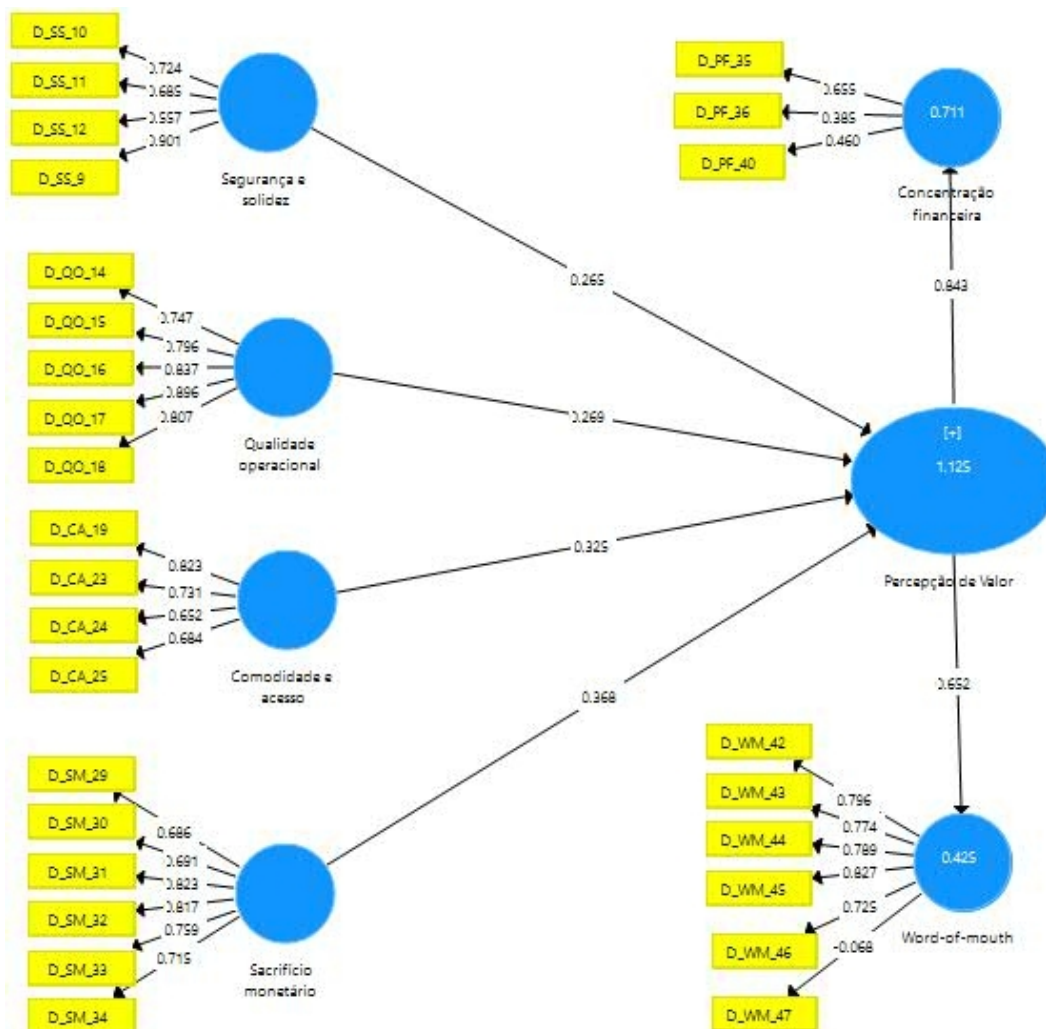 D_SS_10
D_SS_11
D_SS_12
D_SS_9
0.724
0.685
0.557
0.901
Segurança e
solidez
D_PF_35
D_PF_36
D_PF_40
0.655
0.385
0.460
0.711
Concentração
financeira
0.265
0.843
D_QO_14
D_QO_15
D_QO_16
D_QO_17
D_QO_18
0.747
0.796
0.837
0.896
0.807
Qualidade
operacional
0.269
[+]
1.125
Percepção de Valor
D_CA_19
D_CA_23
D_CA_24
D_CA_25
0.823
0.731
0.652
0.684
Comodidade e
acesso
0.325
0.368
0.652
D_SM_29
D_SM_30
D_SM_31
D_SM_32
D_SM_33
D_SM_34
0.686
0.691
0.823
0.817
0.759
0.715
Sacrifício
monetário
D_WM_42
D_WM_43
D_WM_44
D_WM_45
D_WM_46
D_WM_47
0.796
0.774
0.789
0.827
0.725
-0.068
0.425
Word-of-mouth